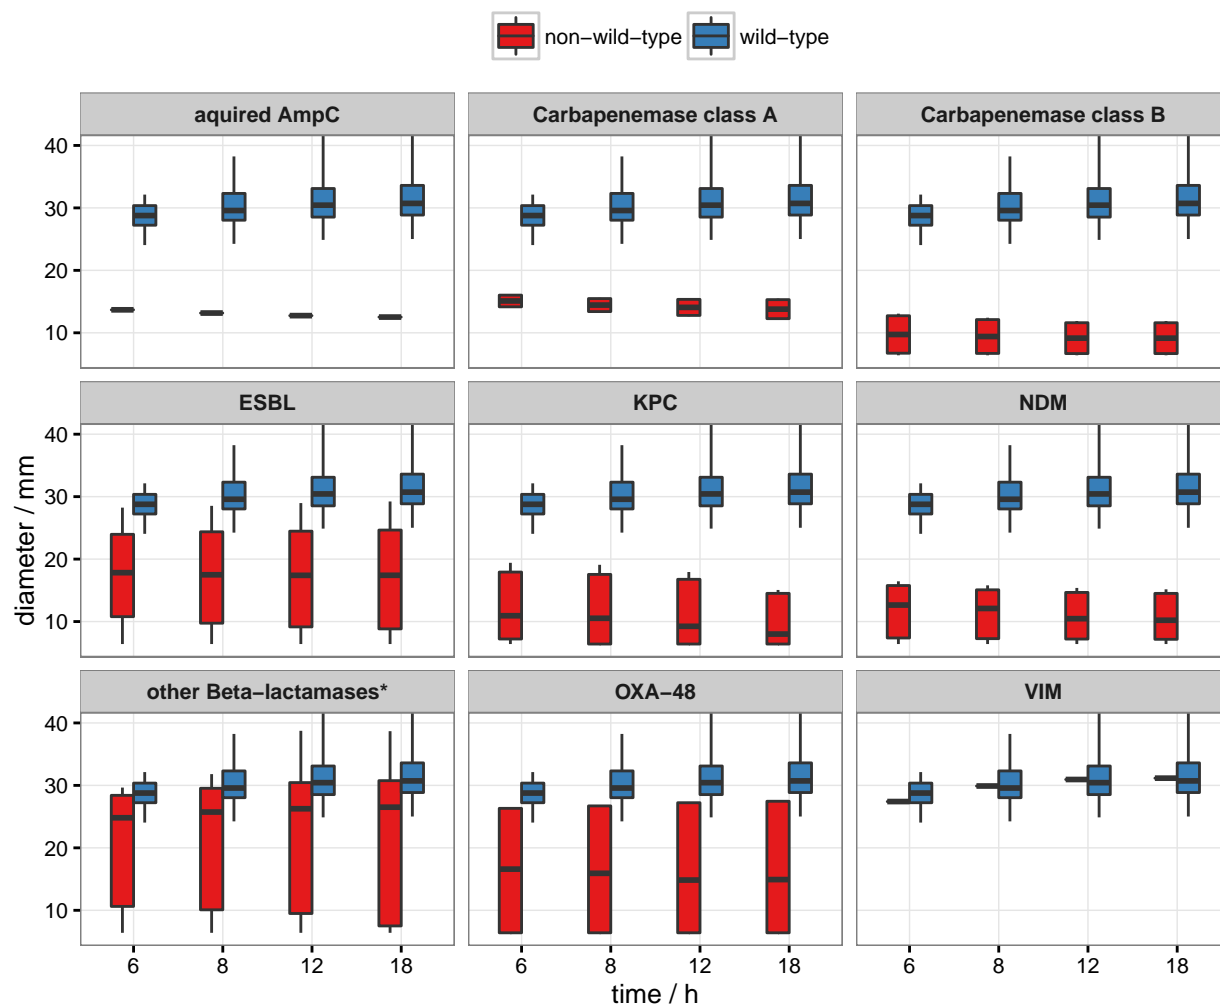 non−wild−type wild−type
aquired AmpC Carbapenemase class A Carbapenemase class B
40
30
20
10
ESBL KPC NDM
40
30
20
10
diameter / mm
other Beta−lactamases* OXA−48 VIM
40
30
20
10
6 8 12 18 6 8 12 18 6 8 12 18
time / h